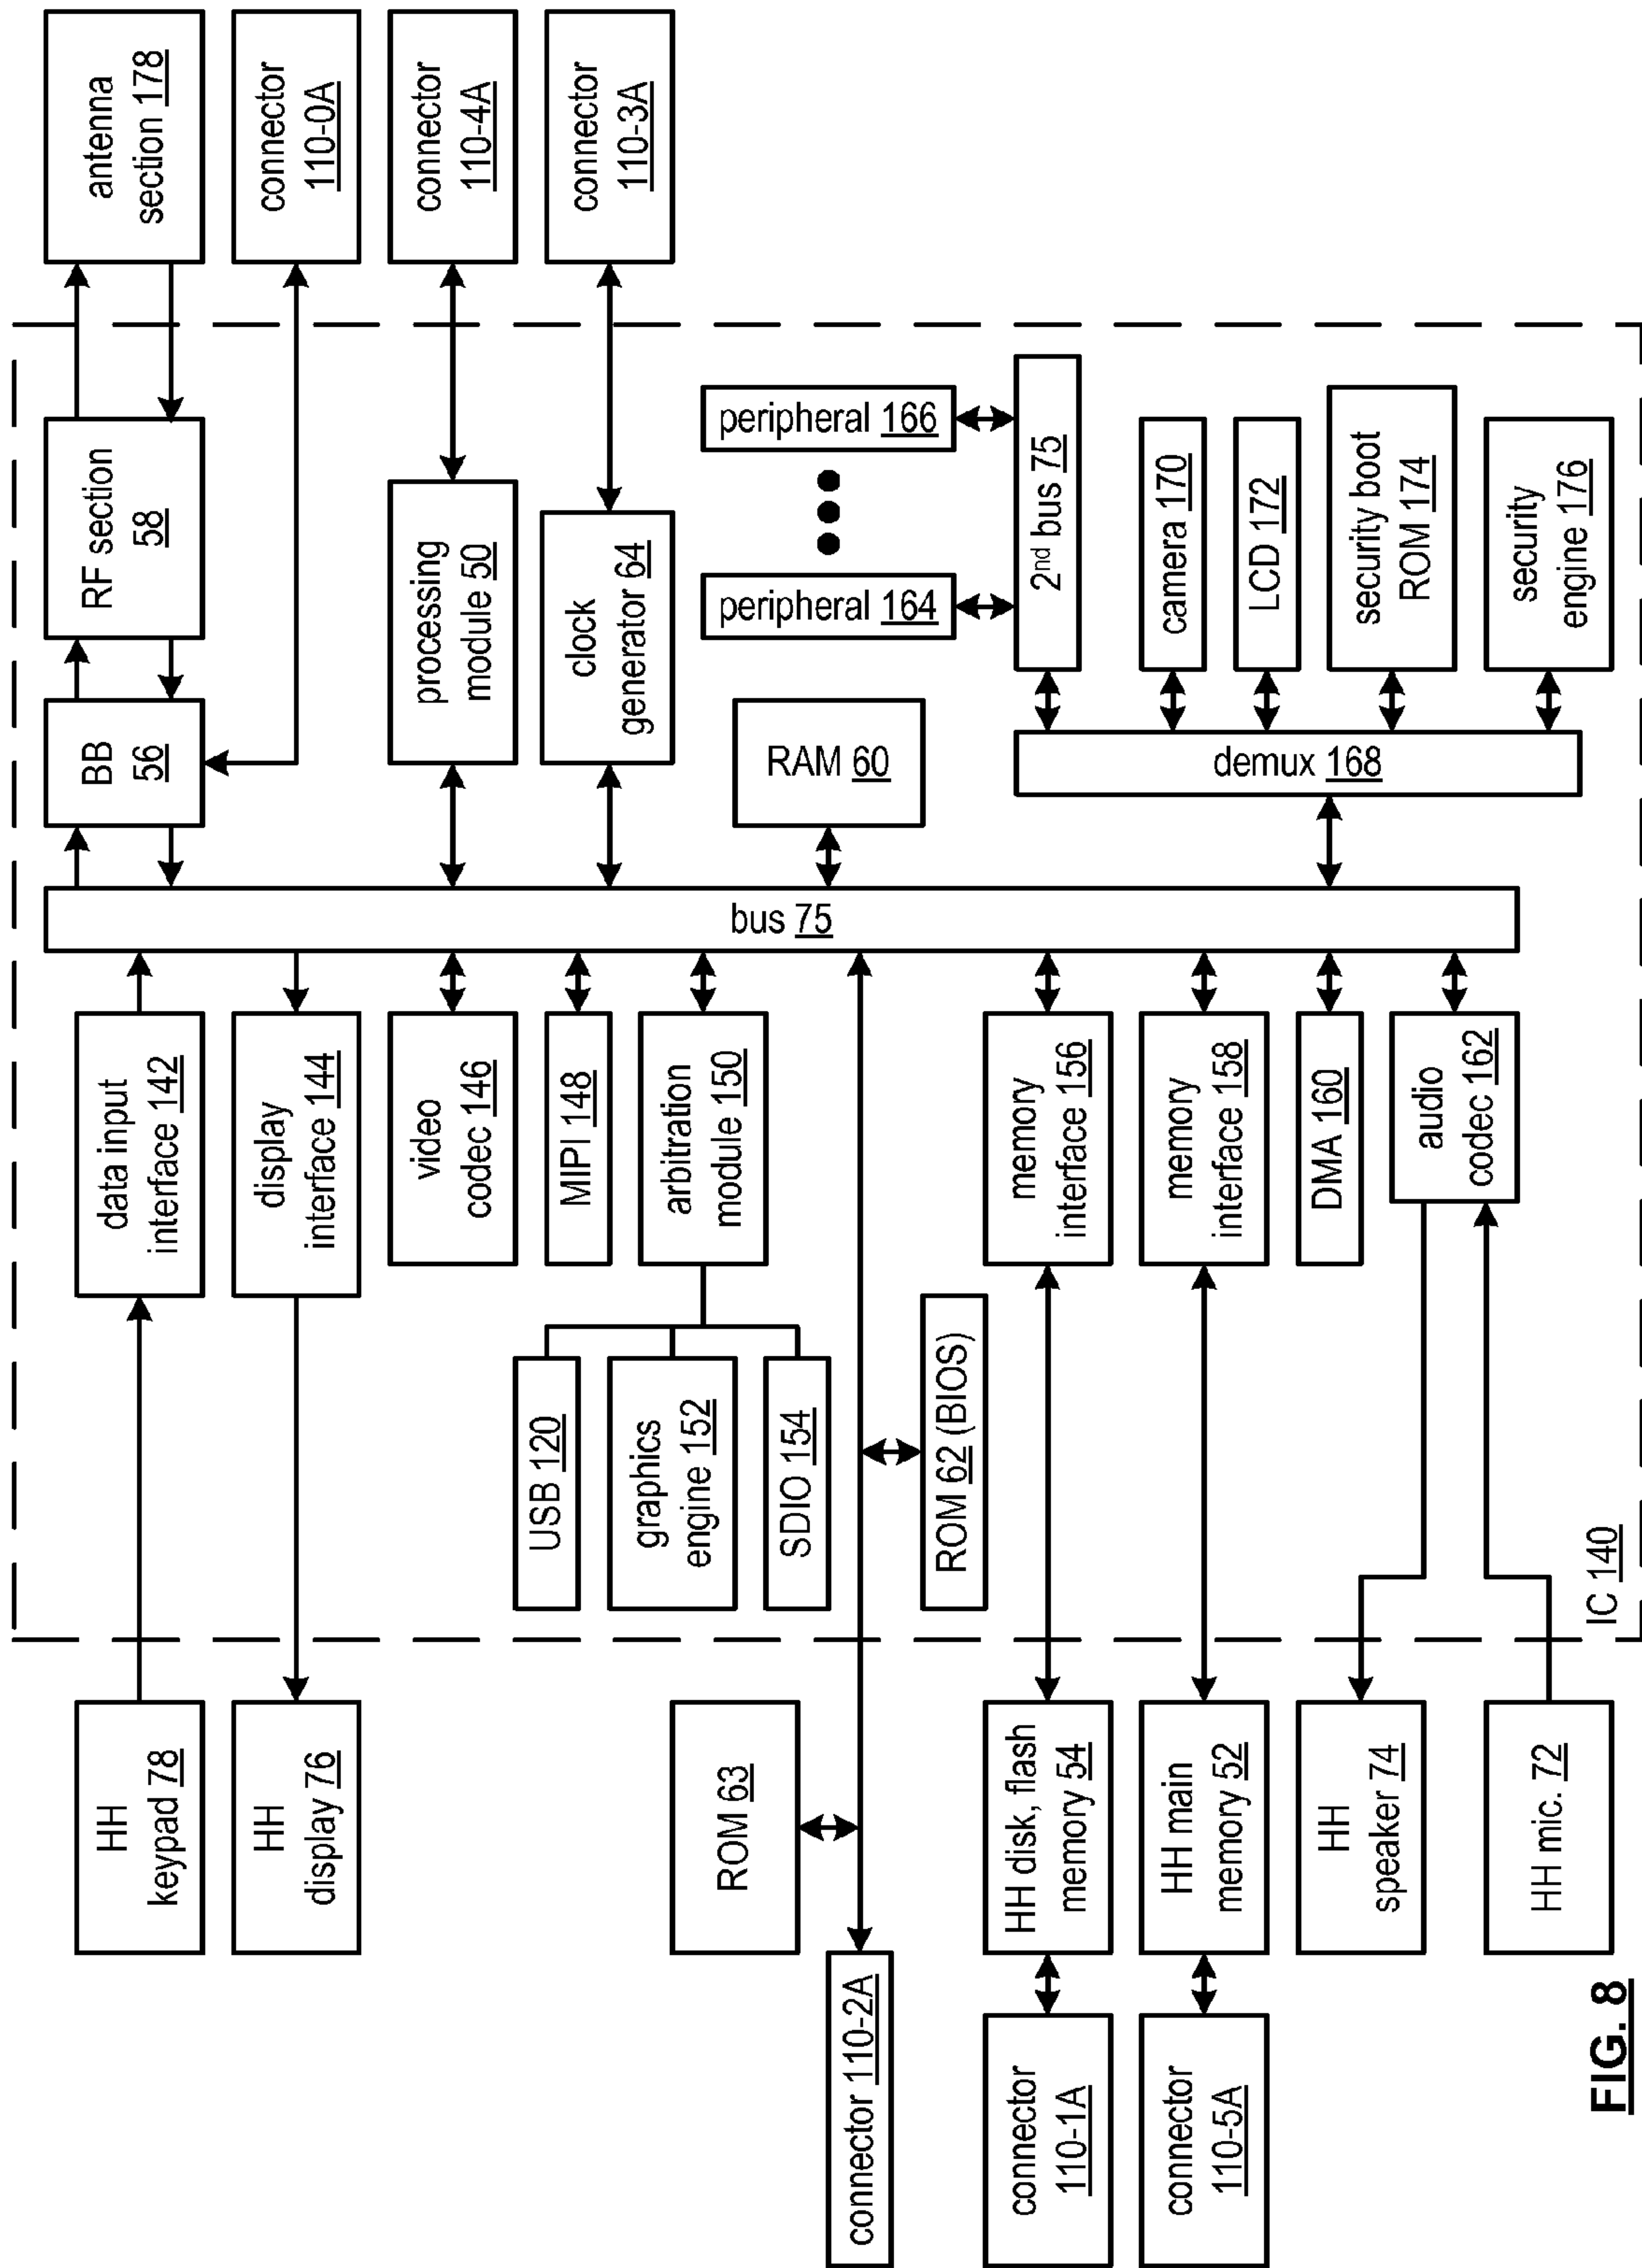 antenna
section 178
connector
110-0A
connector
110-4A
connector
110-3A
RF section
58
BB
56
processing
module 50
clock
generator 64
peripheral 166
peripheral 164
2nd bus 75
RAM 60
camera 170
LCD 172
security boot
ROM 174
security
engine 176
demux 168
bus 75
data input
interface 142
display
interface 144
video
codec 146
MIPI 148
arbitration
module 150
memory
interface 156
memory
interface 158
DMA 160
audio
codec 162
USB 120
graphics
engine 152
SDIO 154
ROM 62 (BIOS)
IC 140
HH
keypad 78
HH
display 76
ROM 63
HH disk, flash
memory 54
HH main
memory 52
HH
speaker 74
HH mic. 72
connector 110-2A
connector
110-1A
connector
110-5A
FIG. 8